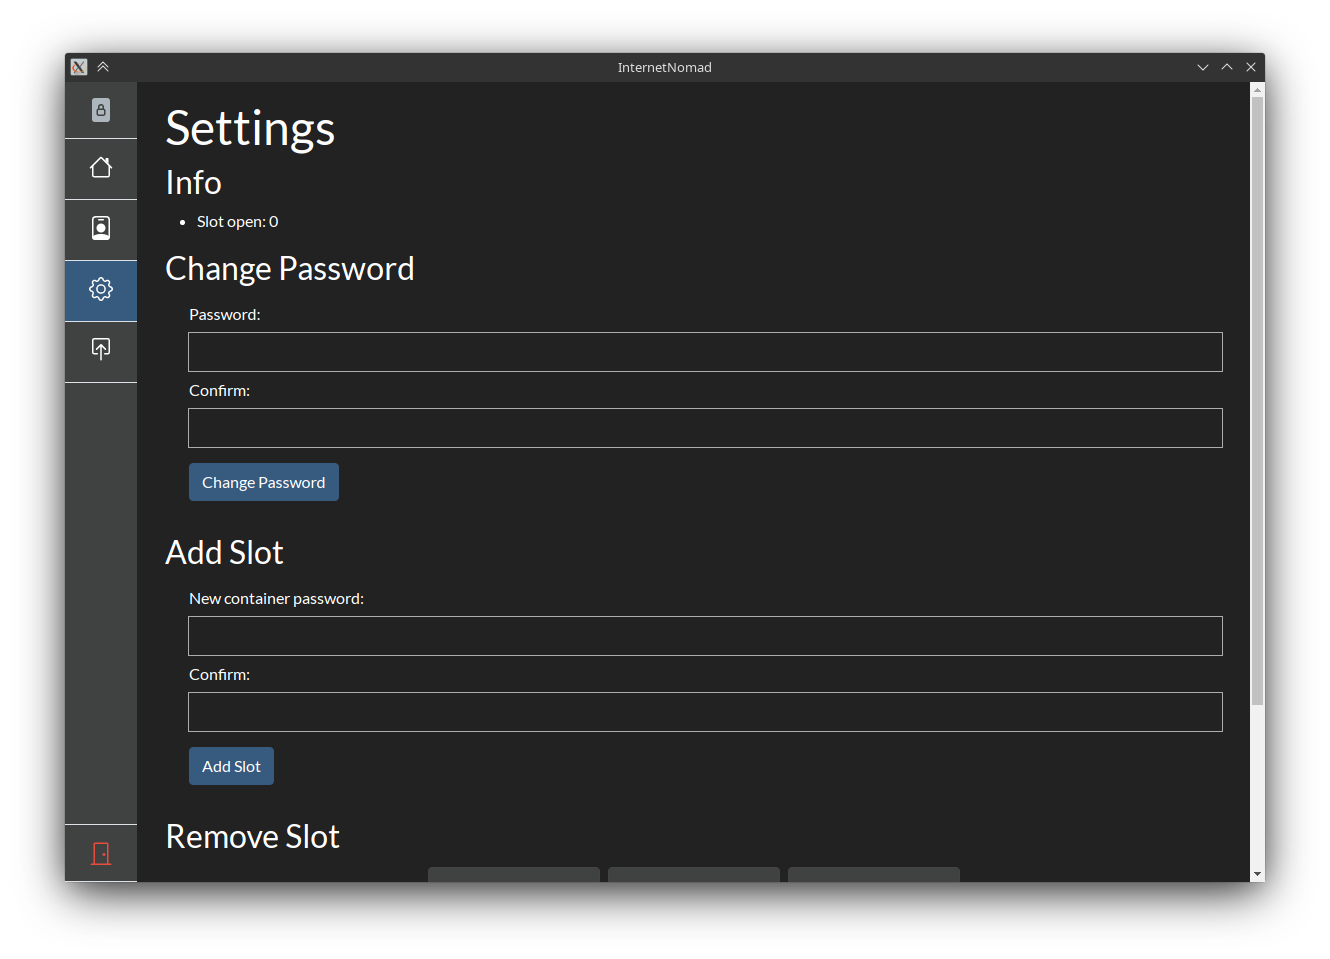 InternetNomad
Settings
Info
• Slot open: 0
Change Password
Password:
Confirm:
Change Password
Add Slot
New container password:
Confirm:
Add Slot
Remove Slot